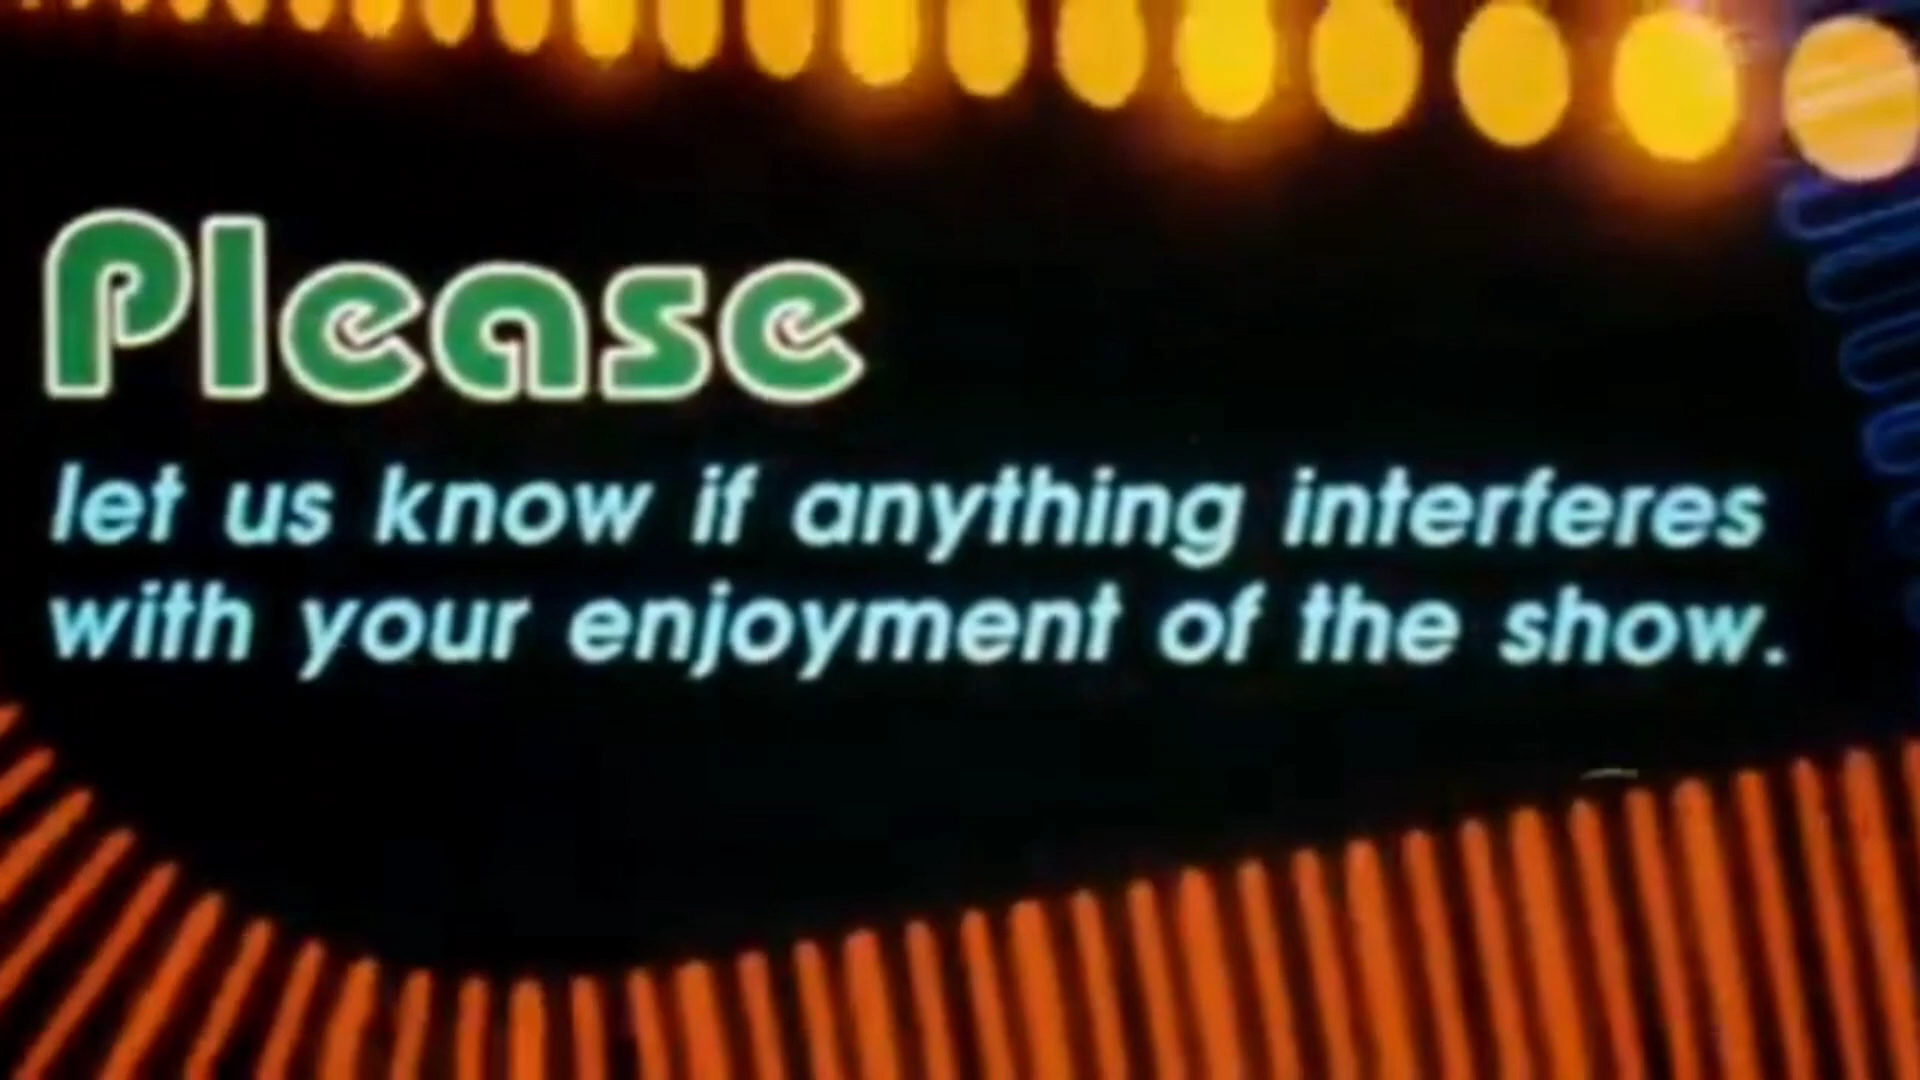 Please
let us know if anything interferes
with your enjoyment of the show.